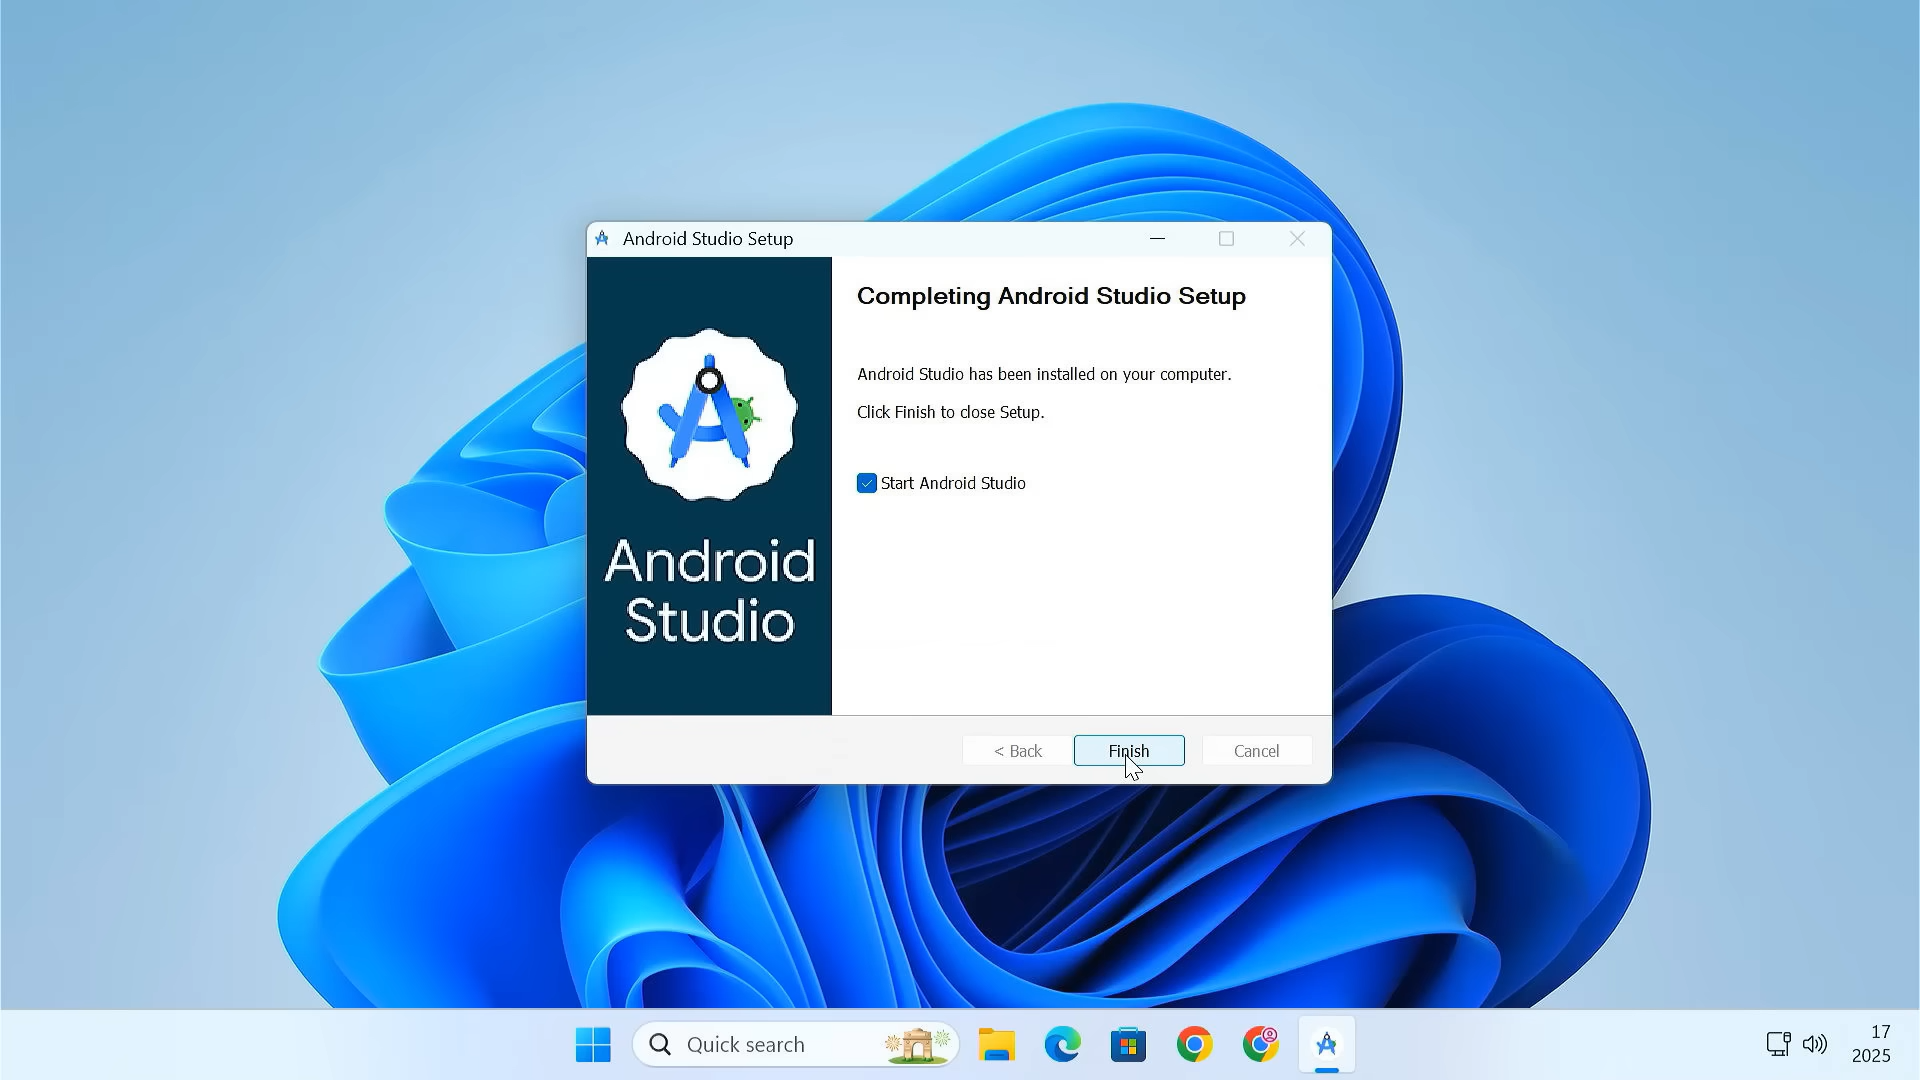 Android Studio Setup
Completing Android Studio Setup
Android Studio has been installed on your computer.
Click Finish to close Setup.
Start Android Studio
Android
Studio
< Back
Finish
Cancel
Quick search
17
2025